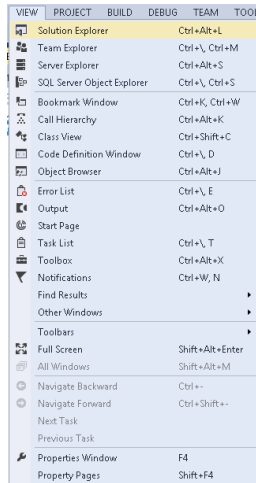 VIEW PROJECT BUILD DEBUG TEAM TOOL
Solution Explorer Ctrl+Alt+L
Team Explorer Ctrl+\, Ctrl+M
Server Explorer Ctrl+Alt+S
SQL Server Object Explorer Ctrl+\, Ctrl+S
Bookmark Window Ctrl+K, Ctrl+W
Call Hierarchy Ctrl+Alt+K
Class View Ctrl+Shift+C
Code Definition Window Ctrl+\, D
Object Browser Ctrl+Alt+J
Error List Ctrl+\, E
Output Ctrl+Alt+O
Start Page
Task List Ctrl+\, T
Toolbox Ctrl+Alt+X
Notifications Ctrl+W, N
Find Results
Other Windows
Toolbars
Full Screen Shift+Alt+Enter
All Windows Shift+Alt+M
Navigate Backward Ctrl+-
Navigate Forward Ctrl+Shift+-
Next Task
Previous Task
Properties Window F4
Property Pages Shift+F4